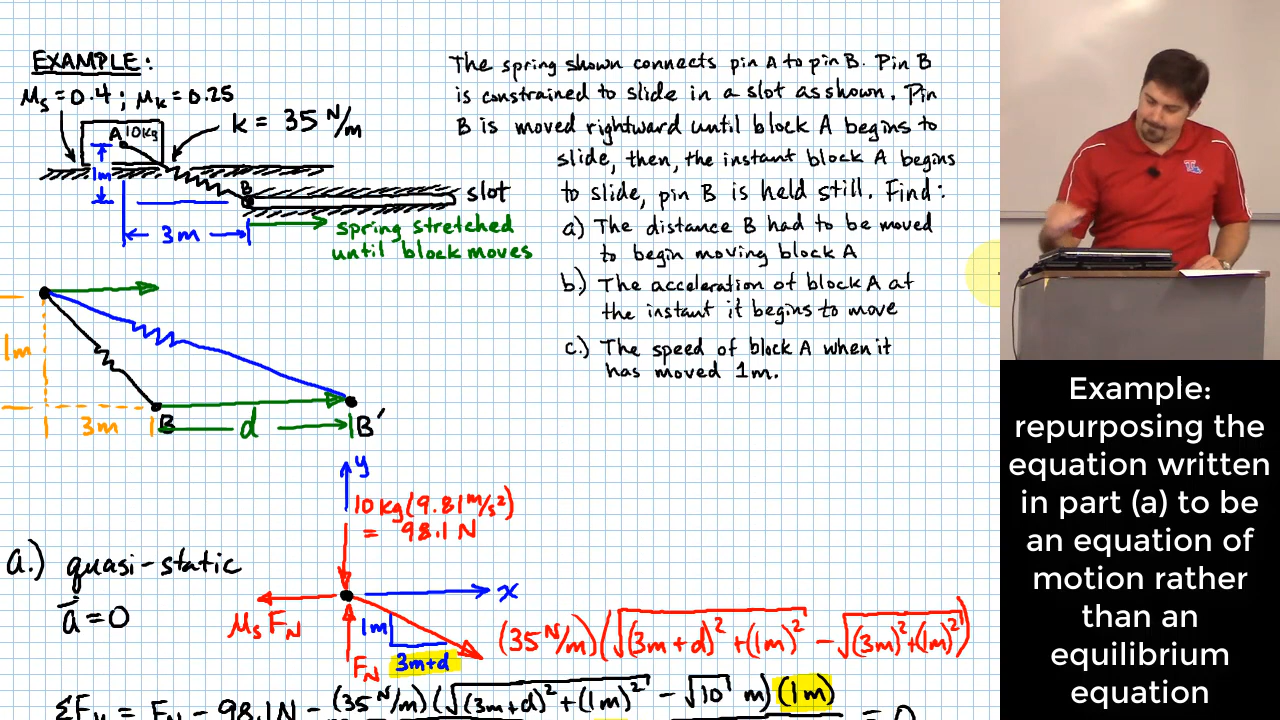 EXAMPLE:
μs = 0.4 ; μk = 0.25
A 10kg
k = 35 N/m
1m
B
slot
3m
spring stretched
until block moves
The spring shown connects pin A to pin B. Pin B
is constrained to slide in a slot as shown. Pin
B is moved rightward until block A begins to
slide, then, the instant block A begins
to slide, pin B is held still. Find:
a.) The distance B had to be moved
to begin moving block A
b.) The acceleration of block A at
the instant it begins to move
c.) The speed of block A when it
has moved 1m.
1m
3m
B
d
B'
y
10 kg (9.81 m/s²)
= 98.1 N
a.) quasi-static
a = 0
x
μs FN
1m
3m+d
FN
(35 N/m)(√(3m+d)² + (1m)² - √(3m)² + (1m)²)
ΣFy = FN - 98.1N - (35 N/m)(√(3m+d)² + (1m)² - √10 m)(1m) = 0
Example:
repurposing the
equation written
in part (a) to be
an equation of
motion rather
than an
equilibrium
equation